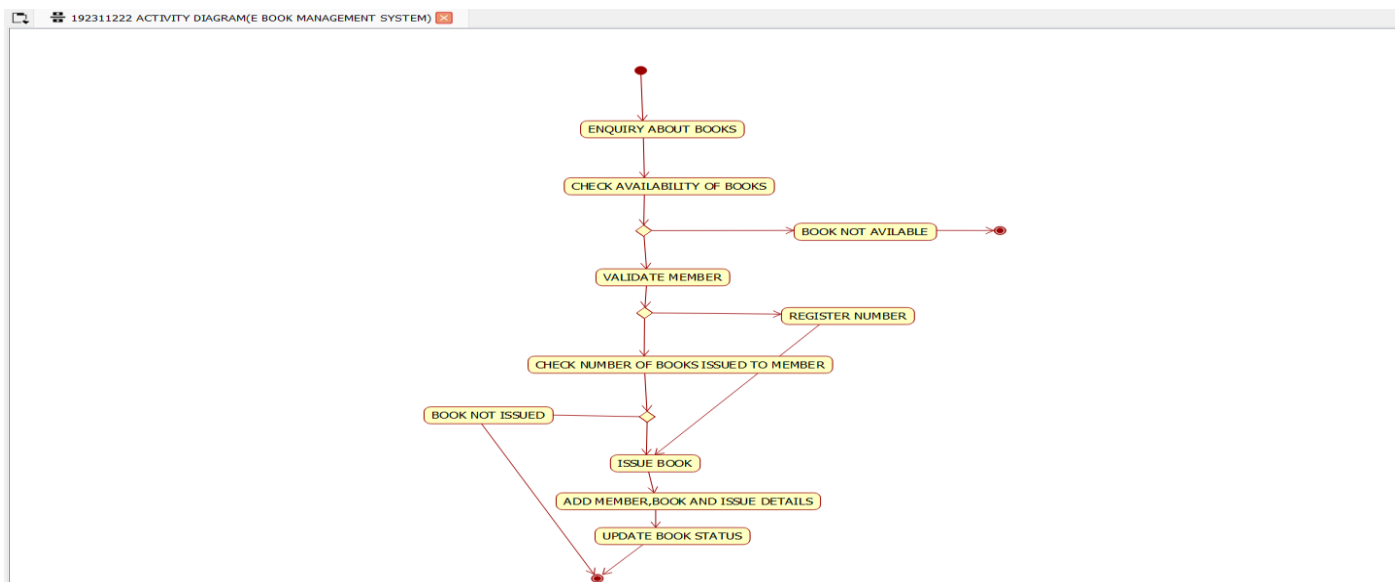 192311222 ACTIVITY DIAGRAM(E BOOK MANAGEMENT SYSTEM)
ENQUIRY ABOUT BOOKS
CHECK AVAILABILITY OF BOOKS
BOOK NOT AVILABLE
VALIDATE MEMBER
REGISTER NUMBER
CHECK NUMBER OF BOOKS ISSUED TO MEMBER
BOOK NOT ISSUED
ISSUE BOOK
ADD MEMBER,BOOK AND ISSUE DETAILS
UPDATE BOOK STATUS